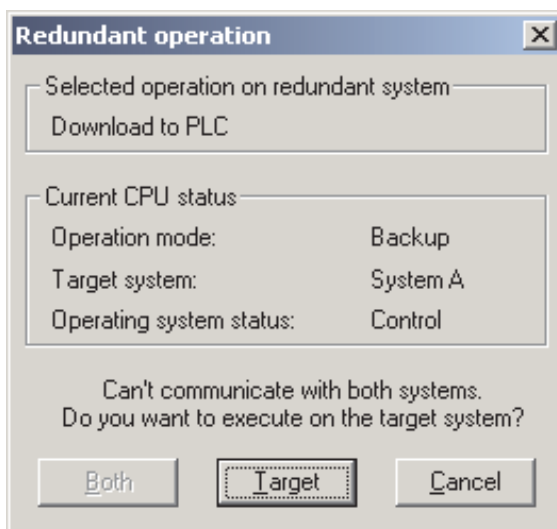 Redundant operation
Selected operation on redundant system
Download to PLC
Current CPU status
Operation mode: Backup
Target system: System A
Operating system status: Control
Can't communicate with both systems.
Do you want to execute on the target system?
Both Target Cancel